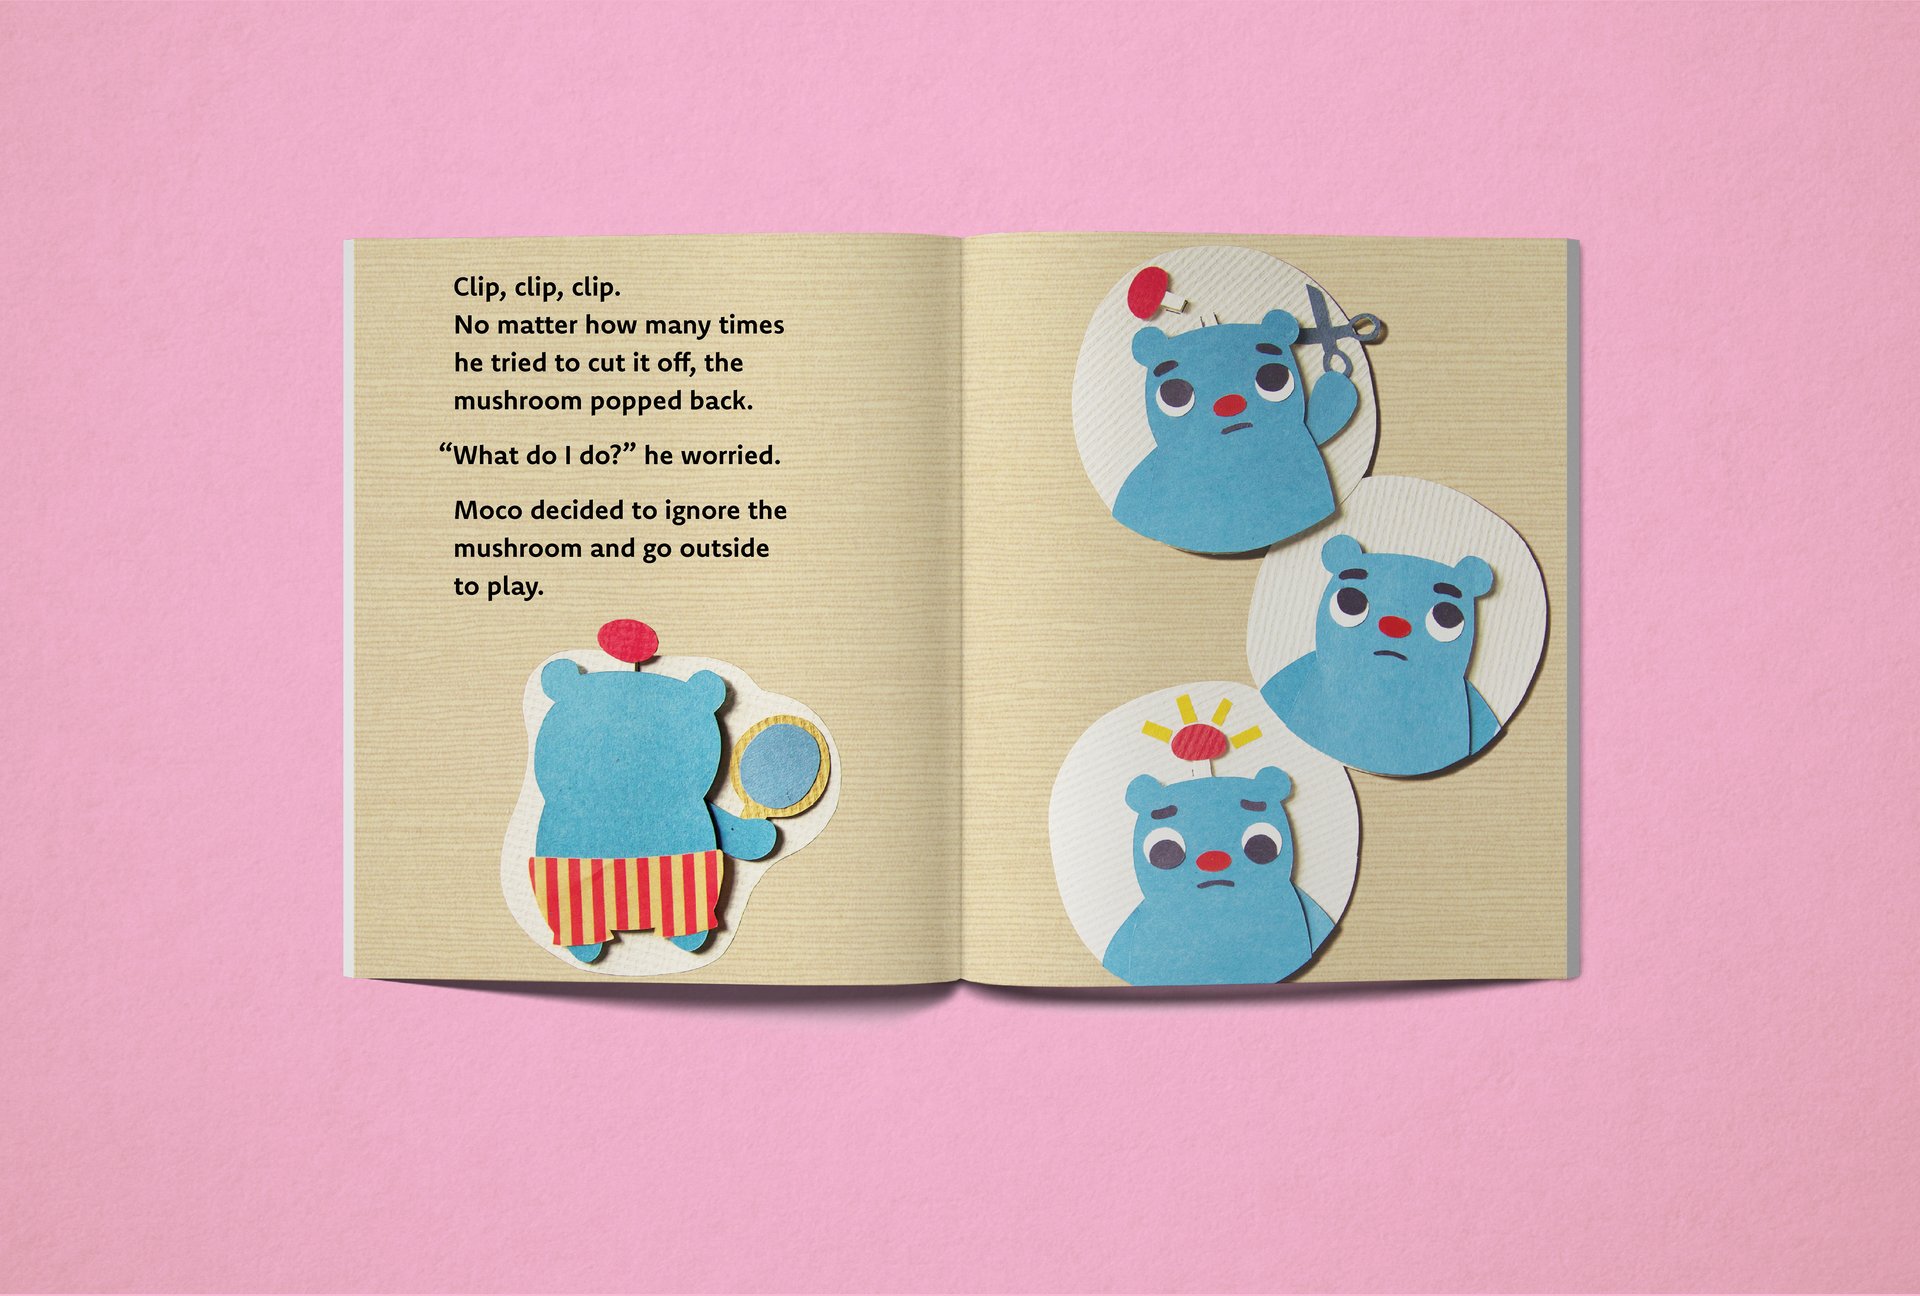 Clip, clip, clip.
No matter how many times
he tried to cut it off, the
mushroom popped back.
“What do I do?” he worried.
Moco decided to ignore the
mushroom and go outside
to play.